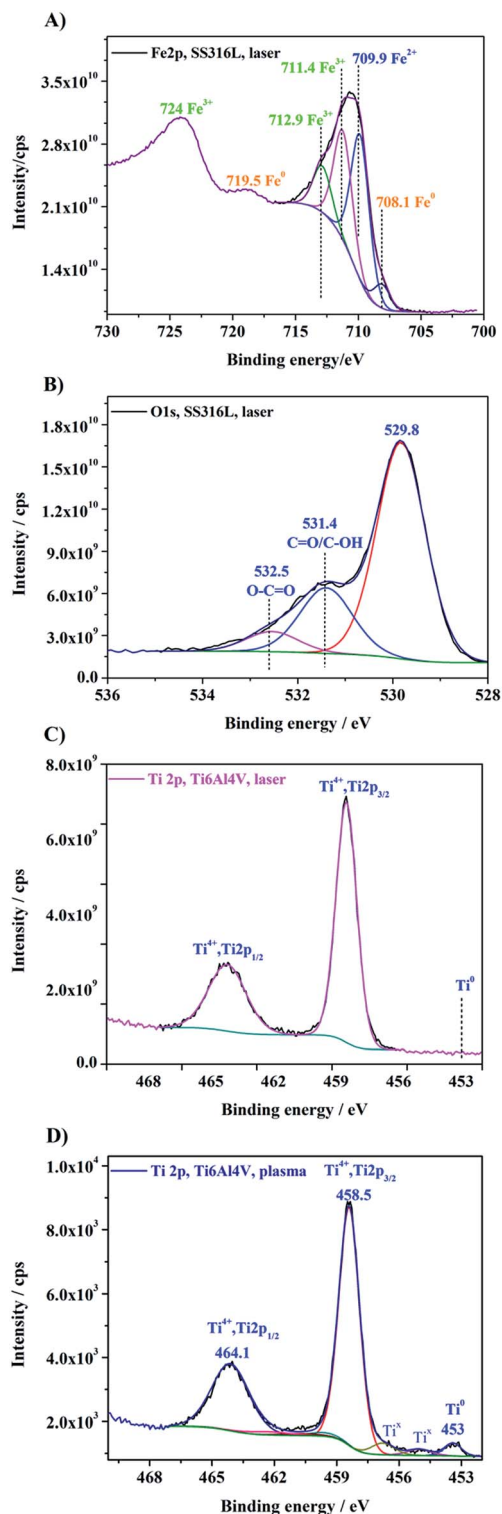 A)
Fe2p, SS316L, laser
711.4 Fe³⁺
709.9 Fe²⁺
724 Fe³⁺
712.9 Fe³⁺
719.5 Fe⁰
708.1 Fe⁰
3.5x10¹⁰
2.8x10¹⁰
2.1x10¹⁰
1.4x10¹⁰
Intensity/cps
730 725 720 715 710 705 700
Binding energy/eV
B)
O1s, SS316L, laser
529.8
531.4
C=O/C-OH
532.5
O-C=O
1.8x10¹⁰
1.5x10¹⁰
1.2x10¹⁰
9.0x10⁹
6.0x10⁹
3.0x10⁹
0.0
Intensity / cps
536 534 532 530 528
Binding energy / eV
C)
Ti 2p, Ti6Al4V, laser
Ti⁴⁺,Ti2p₃/₂
Ti⁴⁺,Ti2p₁/₂
Ti⁰
8.0x10⁹
6.0x10⁹
4.0x10⁹
2.0x10⁹
0.0
Intensity / cps
468 465 462 459 456 453
Binding energy / eV
D)
Ti 2p, Ti6Al4V, plasma
Ti⁴⁺,Ti2p₃/₂
458.5
Ti⁴⁺,Ti2p₁/₂
464.1
Tiˣ
Tiˣ
Ti⁰
453
1.0x10⁴
8.0x10³
6.0x10³
4.0x10³
2.0x10³
Intensity / cps
468 465 462 459 456 453
Binding energy / eV